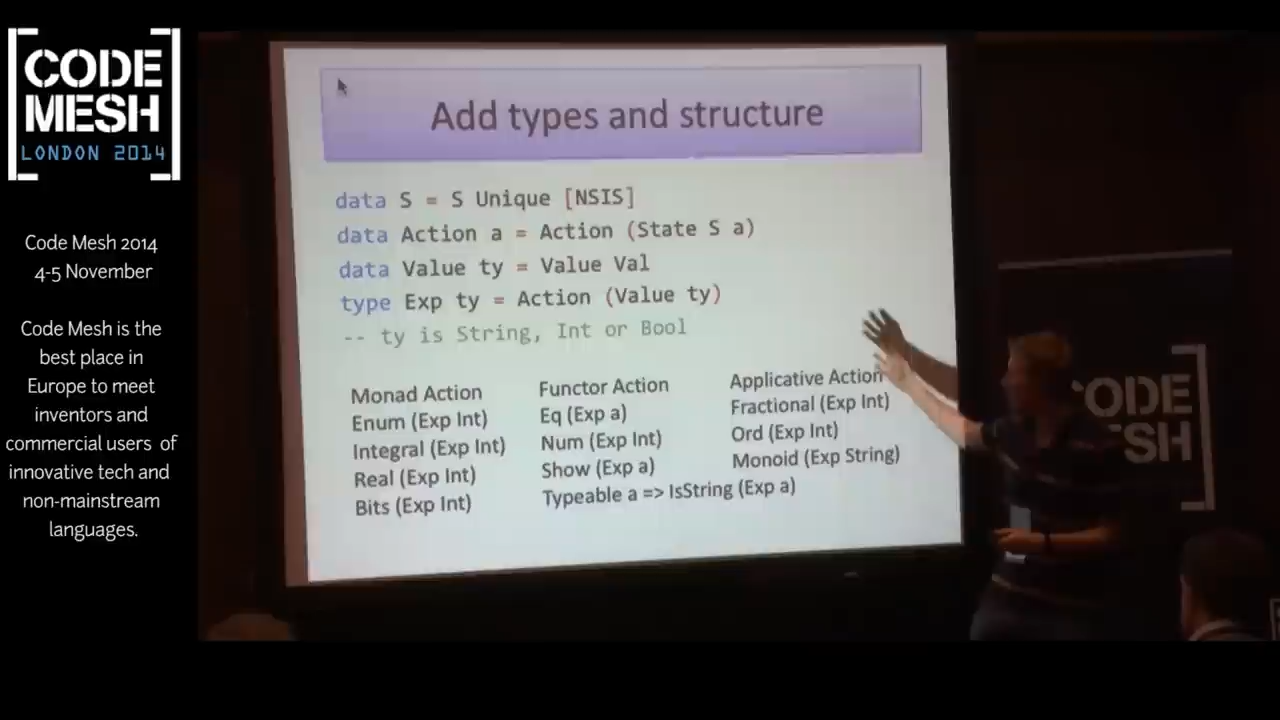 CODE
MESH
LONDON 2014
Code Mesh 2014
4-5 November
Code Mesh is the
best place in
Europe to meet
inventors and
commercial users of
innovative tech and
non-mainstream
languages.
Add types and structure
data S = S Unique [NSIS]
data Action a = Action (State S a)
data Value ty = Value Val
type Exp ty = Action (Value ty)
-- ty is String, Int or Bool
Monad Action Functor Action Applicative Action
Enum (Exp Int) Eq (Exp a) Fractional (Exp Int)
Integral (Exp Int) Num (Exp Int) Ord (Exp Int)
Real (Exp Int) Show (Exp a) Monoid (Exp String)
Bits (Exp Int) Typeable a => IsString (Exp a)
CODE
MESH